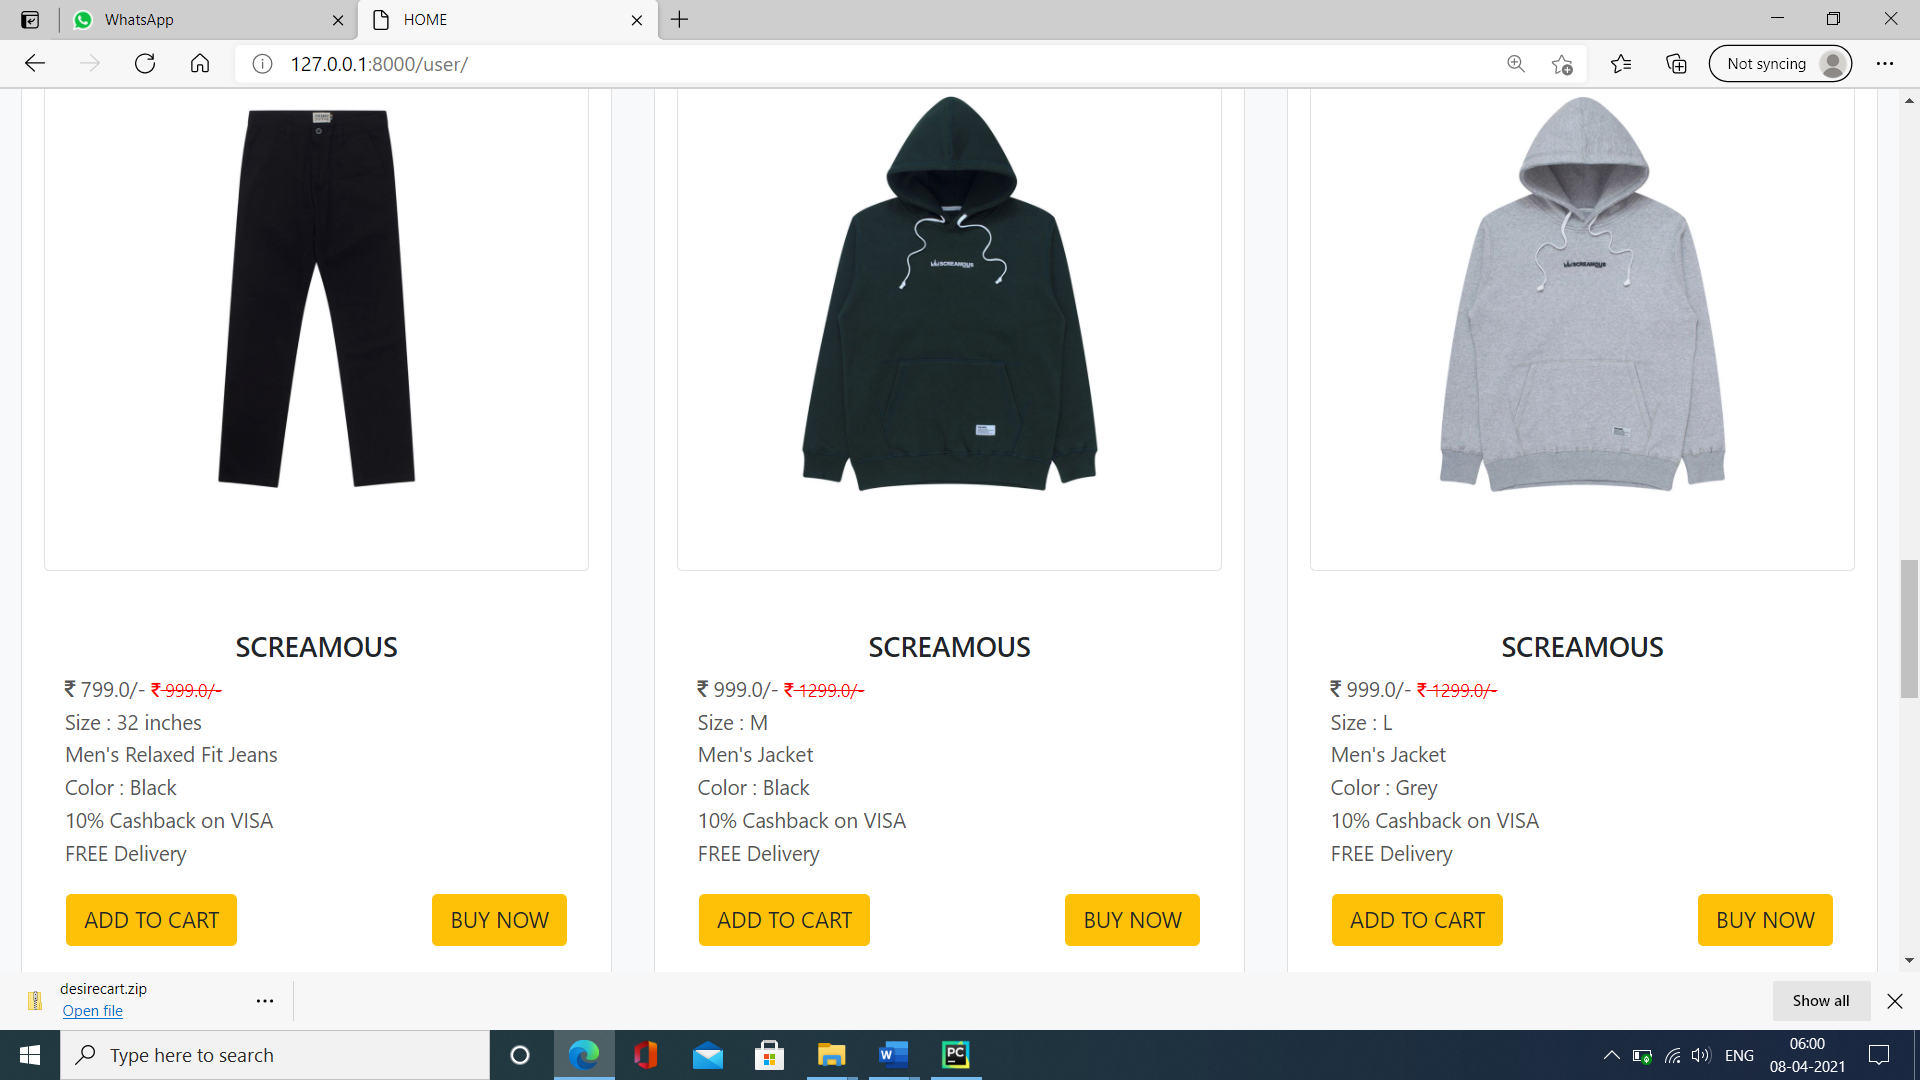 WhatsApp
HOME
127.0.0.1:8000/user/
Not syncing
SCREAMOUS
SCREAMOUS
SCREAMOUS
₹ 799.0/- ₹ 999.0/-
Size : 32 inches
Men's Relaxed Fit Jeans
Color : Black
10% Cashback on VISA
FREE Delivery
ADD TO CART
BUY NOW
SCREAMOUS
₹ 999.0/- ₹ 1299.0/-
Size : M
Men's Jacket
Color : Black
10% Cashback on VISA
FREE Delivery
ADD TO CART
BUY NOW
SCREAMOUS
₹ 999.0/- ₹ 1299.0/-
Size : L
Men's Jacket
Color : Grey
10% Cashback on VISA
FREE Delivery
ADD TO CART
BUY NOW
desirecart.zip
Open file
Show all
Type here to search
W
PC
ENG
06:00
08-04-2021